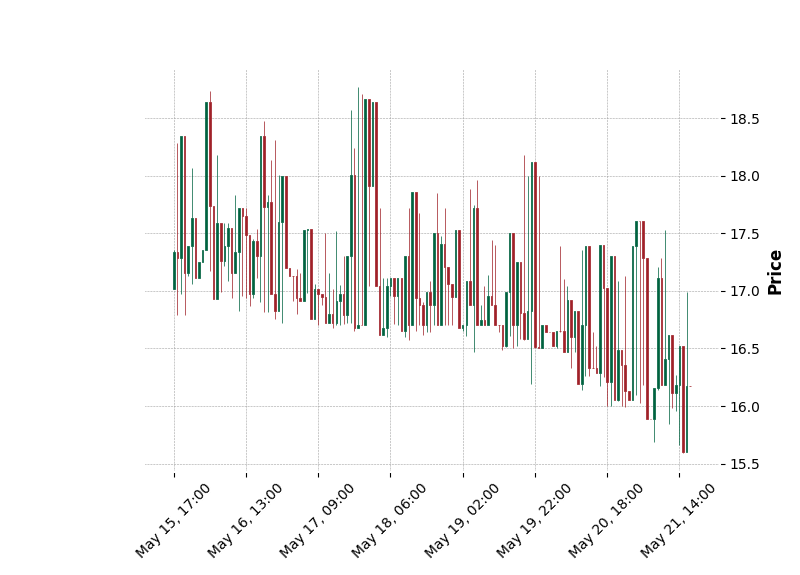 18.5
18.0
17.5
17.0
16.5
16.0
15.5
Price
May 15, 17:00
May 16, 13:00
May 17, 09:00
May 18, 06:00
May 19, 02:00
May 19, 22:00
May 20, 18:00
May 21, 14:00